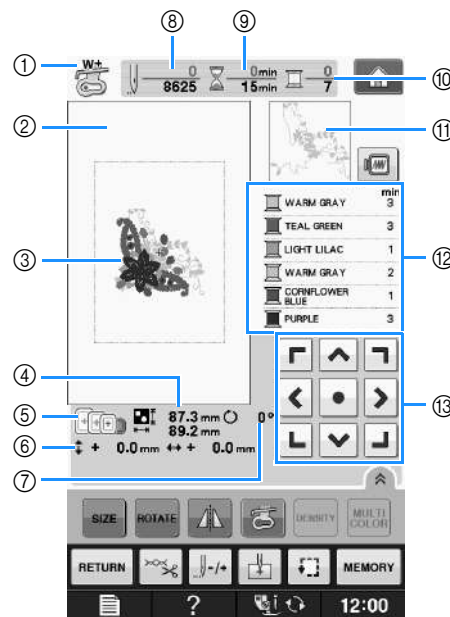 ⑧ ⑨
① W+ 0 8625 0min 15min 0 7 ⑩
② ⑪
min
WARM GRAY 3
TEAL GREEN 3
LIGHT LILAC 1
WARM GRAY 2 ⑫
③
CORNFLOWER BLUE 1
PURPLE 3
④
⑬
⑤ 87.3 mm 0°
89.2 mm
⑥ + 0.0 mm + 0.0 mm
⑦
SIZE ROTATE DENSITY MULTI COLOR
RETURN -/+ MEMORY
? i 12:00